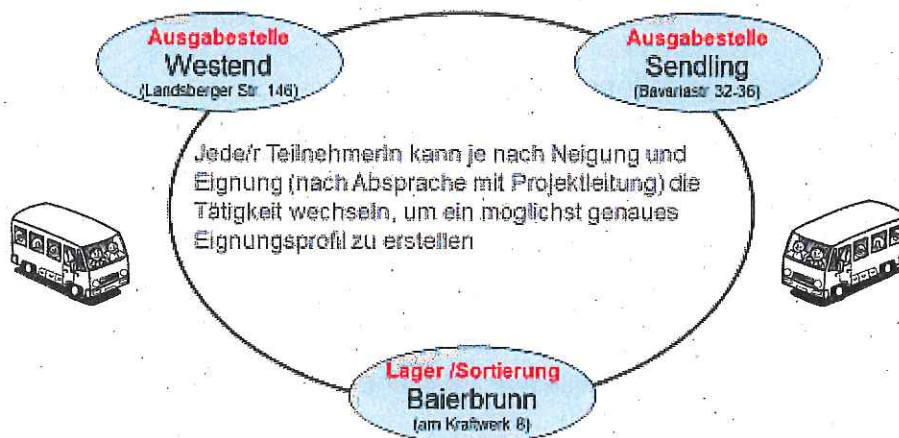 Ausgabestelle
Westend
(Landsberger Str. 146)
Ausgabestelle
Sendling
(Bavariastr 32-36)
Jede/r TeilnehmerIn kann je nach Neigung und
Eignung (nach Absprache mit Projektleitung) die
Tätigkeit wechseln, um ein möglichst genaues
Eignungsprofil zu erstellen
Lager /Sortierung
Baierbrunn
(am Kraftwerk 8)